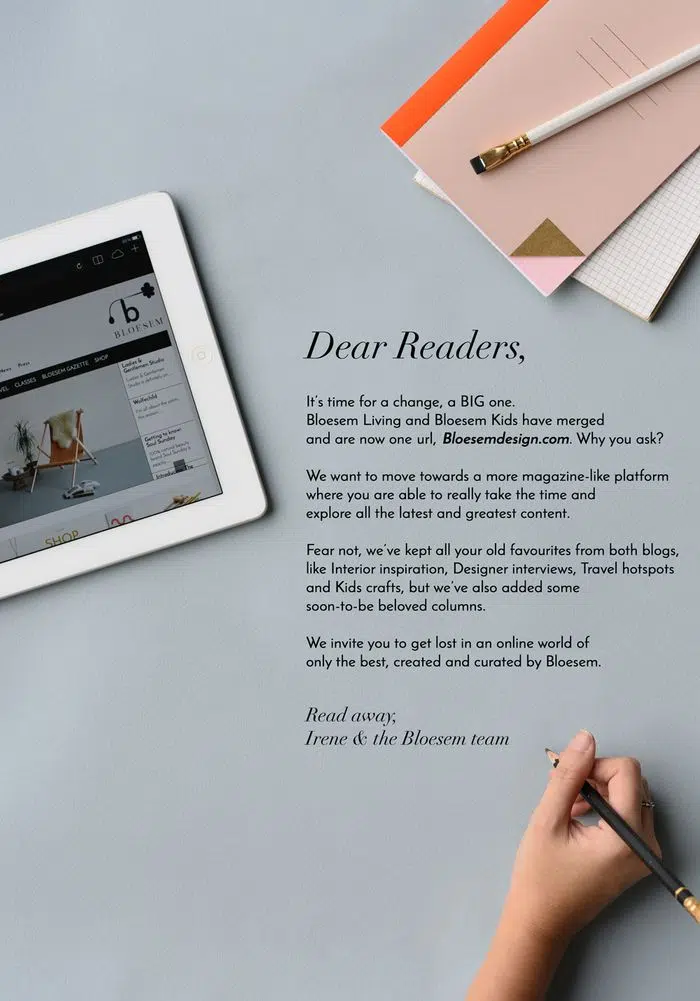 b
BLOESEM
CLASSES BLOESEM GAZETTE SHOP
Ladies &
Gentlemen Studio
Wolfechild
Getting to know:
Soul Sunday
SHOP
Dear Readers,
It's time for a change, a BIG one.
Bloesem Living and Bloesem Kids have merged
and are now one url, Bloesemdesign.com. Why you ask?
We want to move towards a more magazine-like platform
where you are able to really take the time and
explore all the latest and greatest content.
Fear not, we've kept all your old favourites from both blogs,
like Interior inspiration, Designer interviews, Travel hotspots
and Kids crafts, but we've also added some
soon-to-be beloved columns.
We invite you to get lost in an online world of
only the best, created and curated by Bloesem.
Read away,
Irene & the Bloesem team